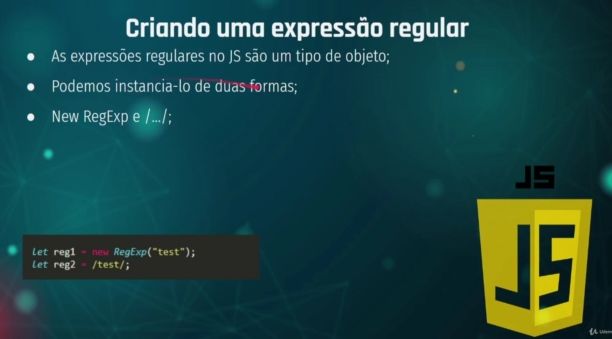 Criando uma expressão regular
As expressões regulares no JS são um tipo de objeto;
Podemos instancia-lo de duas formas;
New RegExp e /.../;
JS
JS
let reg1 = new RegExp("test");
let reg2 = /test/;
Udemy